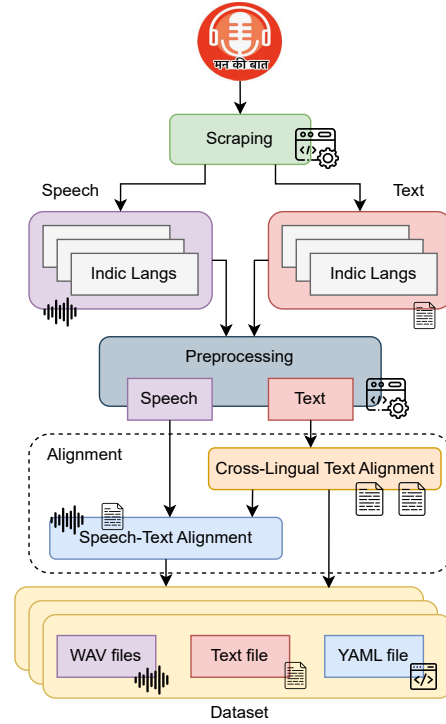 मन की बात
Scraping
Speech
Text
Indic Langs
Indic Langs
Preprocessing
Speech
Text
Alignment
Cross-Lingual Text Alignment
Speech-Text Alignment
WAV files
Text file
YAML file
Dataset